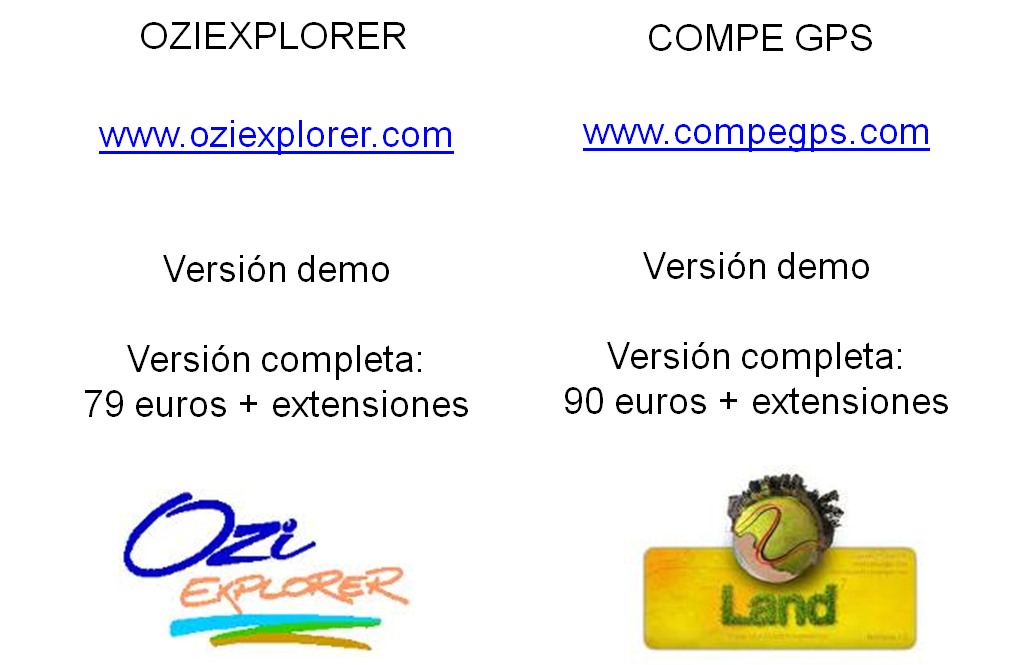 OZIEXPLORER
www.oziexplorer.com
Versión demo
Versión completa:
79 euros + extensiones
Ozi
EXPLORER
COMPE GPS
www.compegps.com
Versión demo
Versión completa:
90 euros + extensiones
Land